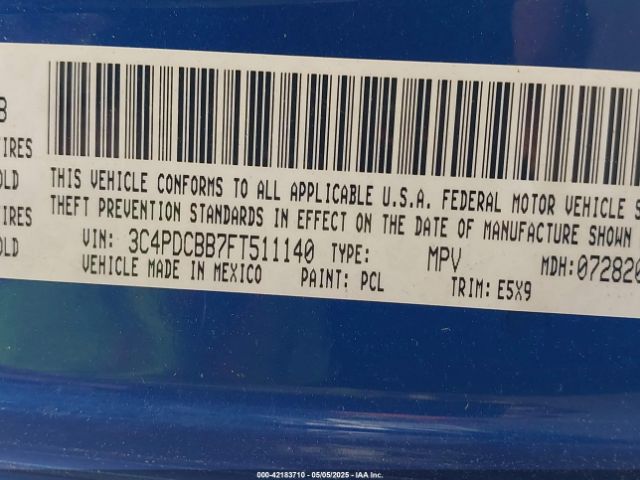 8
IRES
OLD
IRES
OLD
THIS VEHICLE CONFORMS TO ALL APPLICABLE U.S.A. FEDERAL MOTOR VEHICLE S
THEFT PREVENTION STANDARDS IN EFFECT ON THE DATE OF MANUFACTURE SHOWN
VIN: 3C4PDCBB7FT511140 TYPE: MPV MDH:072820
VEHICLE MADE IN MEXICO PAINT: PCL TRIM: E5X9
000-42183710 - 05/05/2025 - IAA Inc.